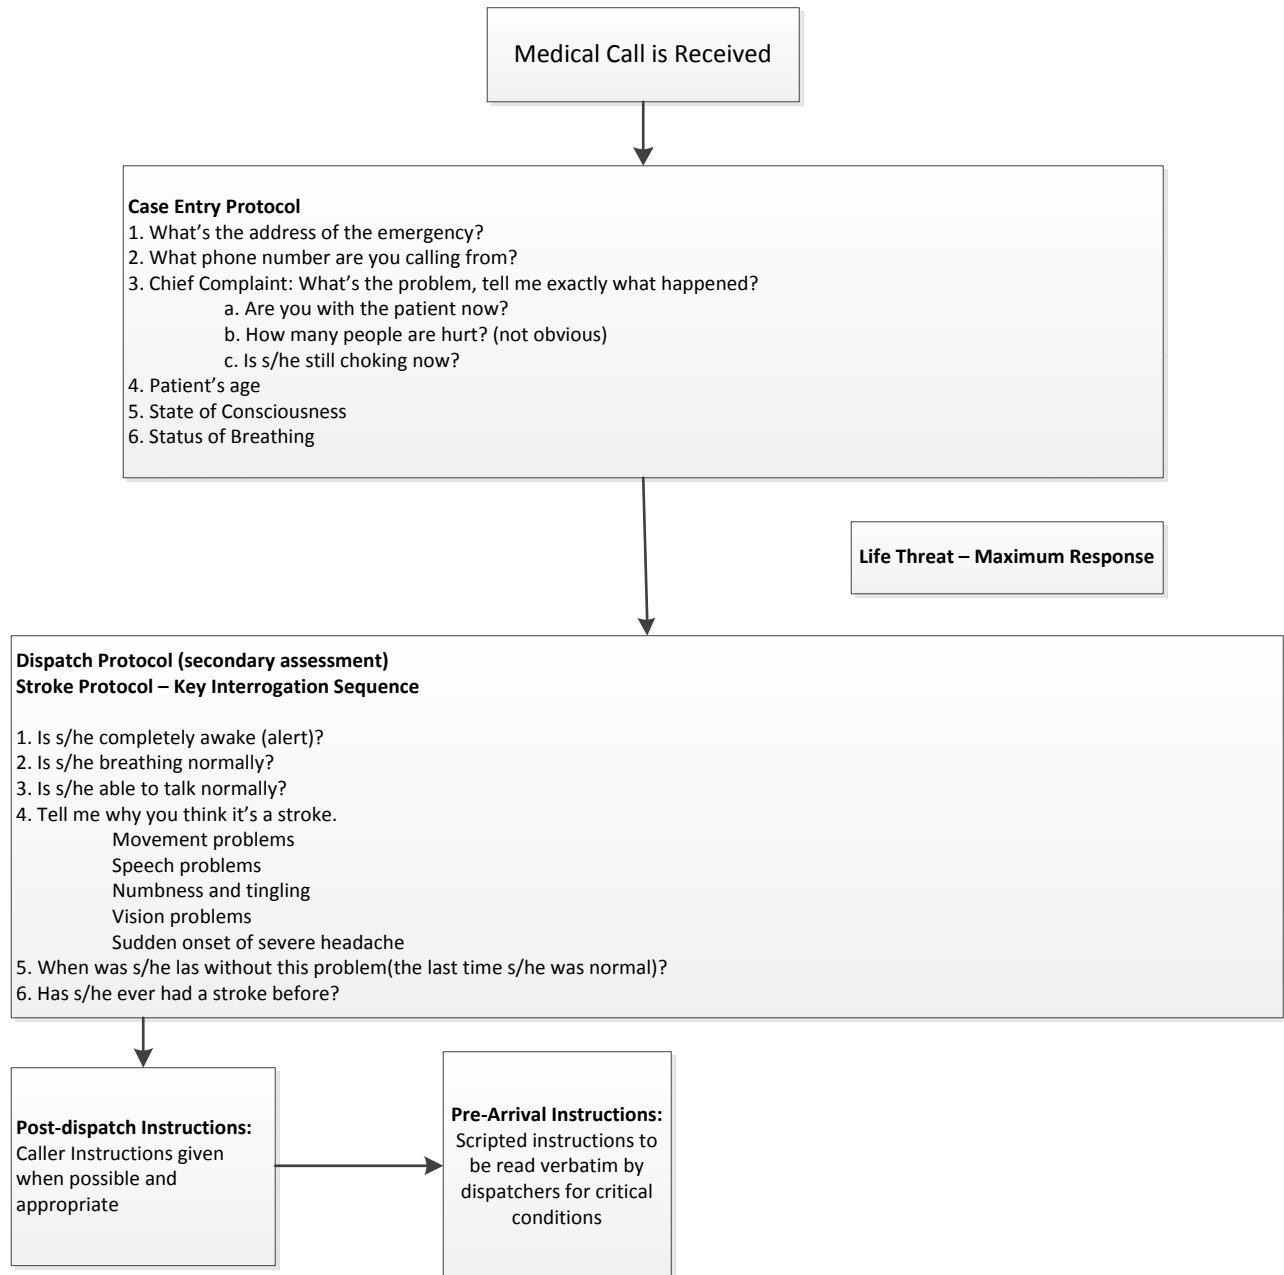 Medical Call is Received
Case Entry Protocol
1. What’s the address of the emergency?
2. What phone number are you calling from?
3. Chief Complaint: What’s the problem, tell me exactly what happened?
a. Are you with the patient now?
b. How many people are hurt? (not obvious)
c. Is s/he still choking now?
4. Patient’s age
5. State of Consciousness
6. Status of Breathing
Life Threat – Maximum Response
Dispatch Protocol (secondary assessment)
Stroke Protocol – Key Interrogation Sequence
1. Is s/he completely awake (alert)?
2. Is s/he breathing normally?
3. Is s/he able to talk normally?
4. Tell me why you think it’s a stroke.
Movement problems
Speech problems
Numbness and tingling
Vision problems
Sudden onset of severe headache
5. When was s/he las without this problem(the last time s/he was normal)?
6. Has s/he ever had a stroke before?
Post-dispatch Instructions:
Caller Instructions given
when possible and
appropriate
Pre-Arrival Instructions:
Scripted instructions to
be read verbatim by
dispatchers for critical
conditions